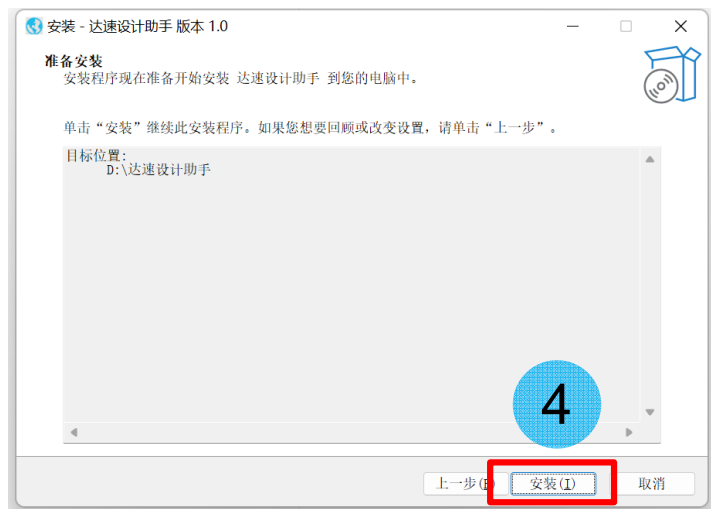 安装 - 达速设计助手 版本 1.0
准备安装
安装程序现在准备开始安装 达速设计助手 到您的电脑中。
单击“安装”继续此安装程序。如果您想要回顾或改变设置，请单击“上一步”。
目标位置:
D:\达速设计助手
4
上一步(B) 安装(I) 取消